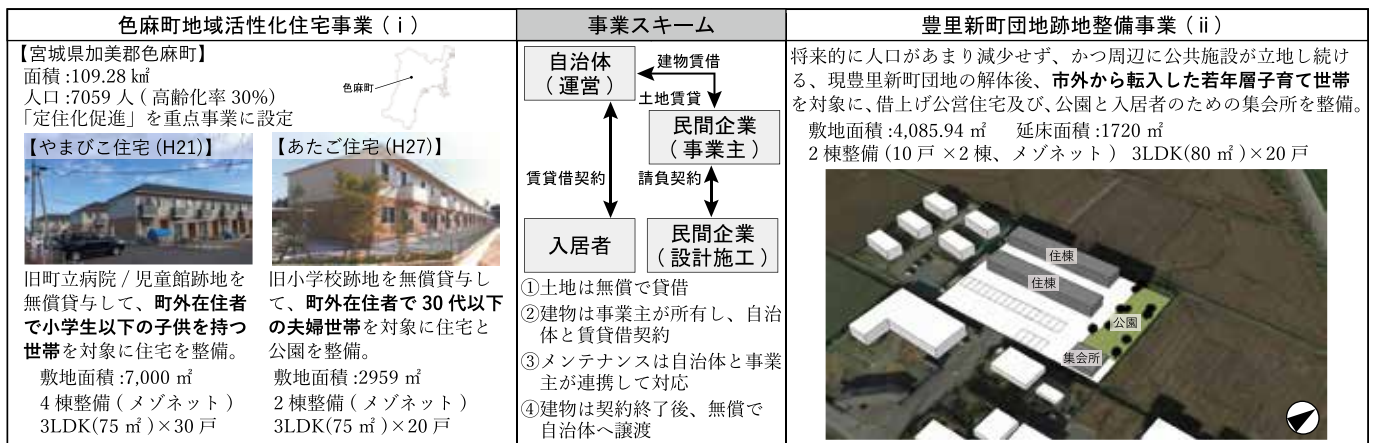 色麻町地域活性化住宅事業 ( i )
【宮城県加美郡色麻町】
面積 :109.28 ㎢
人口 :7059 人 ( 高齢化率 30%)
「定住化促進」を重点事業に設定
色麻町
【やまびこ住宅 (H21)】
旧町立病院 / 児童館跡地を
無償貸与して、町外在住者
で小学生以下の子供を持つ
世帯を対象に住宅を整備。
敷地面積 :7,000 ㎡
4 棟整備 ( メゾネット )
3LDK(75 ㎡ )×30 戸
【あたご住宅 (H27)】
旧小学校跡地を無償貸与し
て、町外在住者で 30 代以下
の夫婦世帯を対象に住宅と
公園を整備。
敷地面積 :2959 ㎡
2 棟整備 ( メゾネット )
3LDK(75 ㎡ )×20 戸
事業スキーム
自治体
( 運営 )
建物賃借
土地賃貸
民間企業
( 事業主 )
賃貸借契約
請負契約
入居者
民間企業
( 設計施工 )
①土地は無償で貸借
②建物は事業主が所有し、自治
体と賃貸借契約
③メンテナンスは自治体と事業
主が連携して対応
④建物は契約終了後、無償で
自治体へ譲渡
豊里新町団地跡地整備事業 ( ii )
将来的に人口があまり減少せず、かつ周辺に公共施設が立地し続け
る、現豊里新町団地の解体後、市外から転入した若年層子育て世帯
を対象に、借上げ公営住宅及び、公園と入居者のための集会所を整備。
敷地面積 :4,085.94 ㎡ 延床面積 :1720 ㎡
2 棟整備 (10 戸 ×2 棟、メゾネット ) 3LDK(80 ㎡ )×20 戸
住棟
住棟
公園
集会所